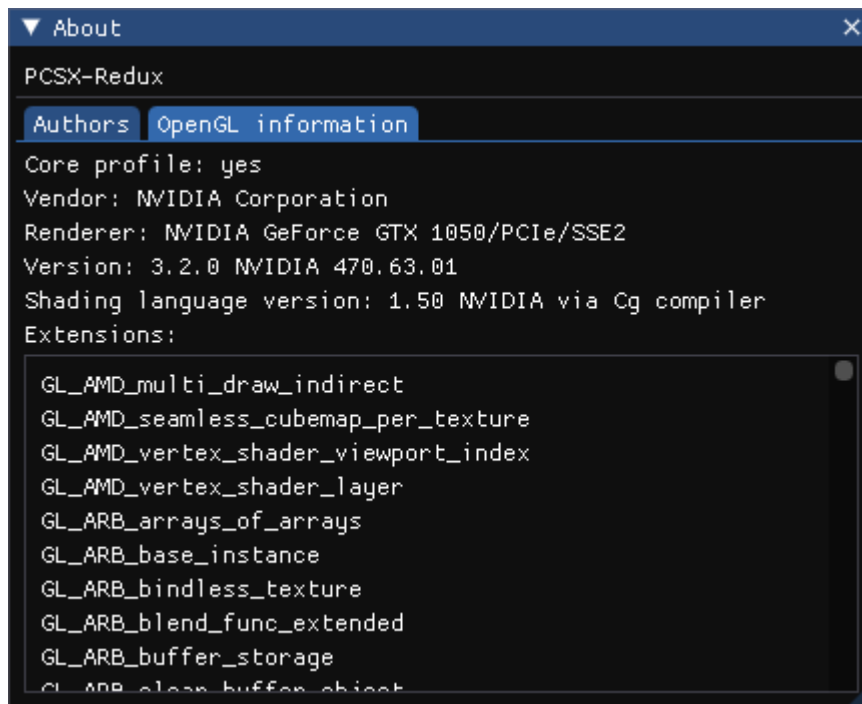 ▼ About
PCSX-Redux
Authors OpenGL information
Core profile: yes
Vendor: NVIDIA Corporation
Renderer: NVIDIA GeForce GTX 1050/PCIe/SSE2
Version: 3.2.0 NVIDIA 470.63.01
Shading language version: 1.50 NVIDIA via Cg compiler
Extensions:
GL_AMD_multi_draw_indirect
GL_AMD_seamless_cubemap_per_texture
GL_AMD_vertex_shader_viewport_index
GL_AMD_vertex_shader_layer
GL_ARB_arrays_of_arrays
GL_ARB_base_instance
GL_ARB_bindless_texture
GL_ARB_blend_func_extended
GL_ARB_buffer_storage
GL_ARB_clear_buffer_object